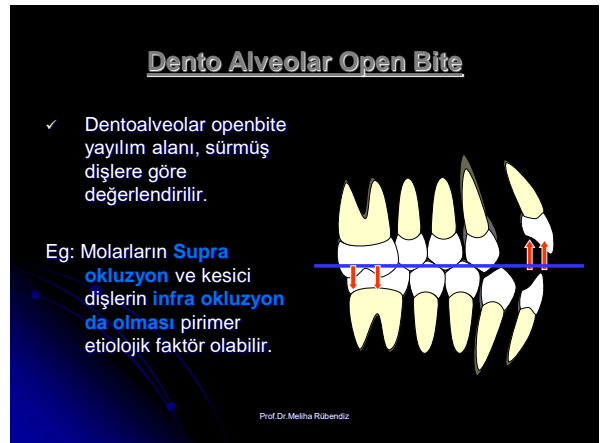 Dento Alveolar Open Bite
✓ Dentoalveolar openbite
yayılım alanı, sürmüş
dişlere göre
değerlendirilir.
Eg: Molarların Supra
okluzyon ve kesici
dişlerin infra okluzyon
da olması pirimer
etiolojik faktör olabilir.
Prof.Dr.Meliha Rübendiz